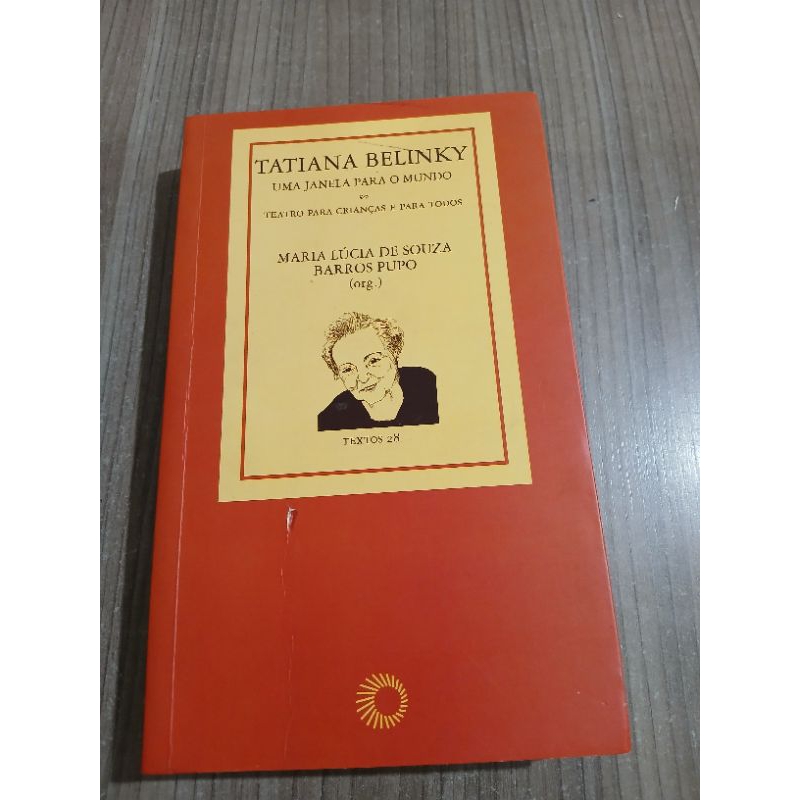 TATIANA BELINKY
UMA JANELA PARA O MUNDO
TEATRO PARA CRIANÇAS E PARA TODOS
MARIA LÚCIA DE SOUZA
BARROS PUPO
(org.)
TEXTOS 28